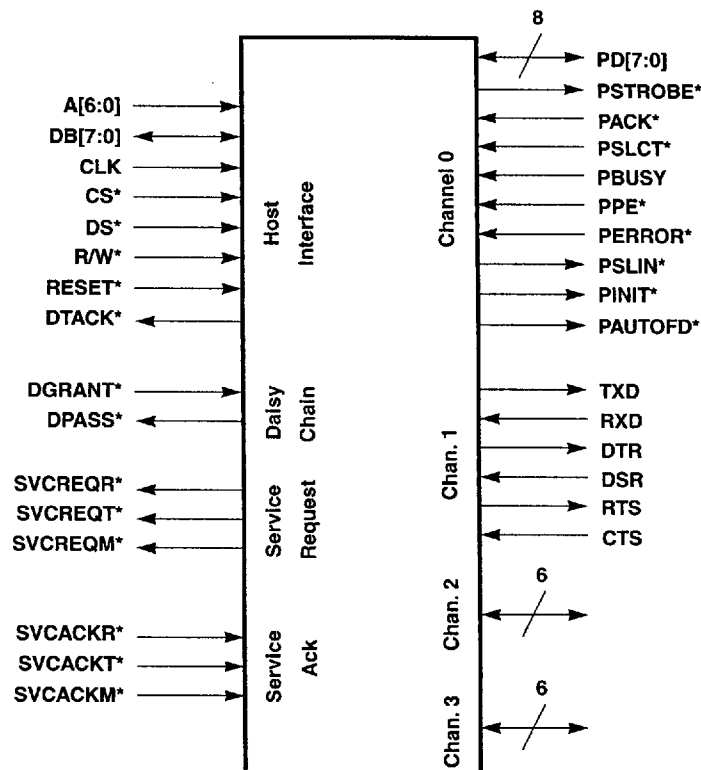 A[6:0]
DB[7:0]
CLK
CS*
DS*
R/W*
RESET*
DTACK*
DGRANT*
DPASS*
SVCREQR*
SVCREQT*
SVCREQM*
SVCACKR*
SVCACKT*
SVCACKM*
Host
Interface
Daisy
Chain
Service
Request
Service
Ack
Channel 0
Chan. 1
Chan. 2
Chan. 3
8
PD[7:0]
PSTROBE*
PACK*
PSLCT*
PBUSY
PPE*
PERROR*
PSLIN*
PINIT*
PAUTOFD*
TXD
RXD
DTR
DSR
RTS
CTS
6
6